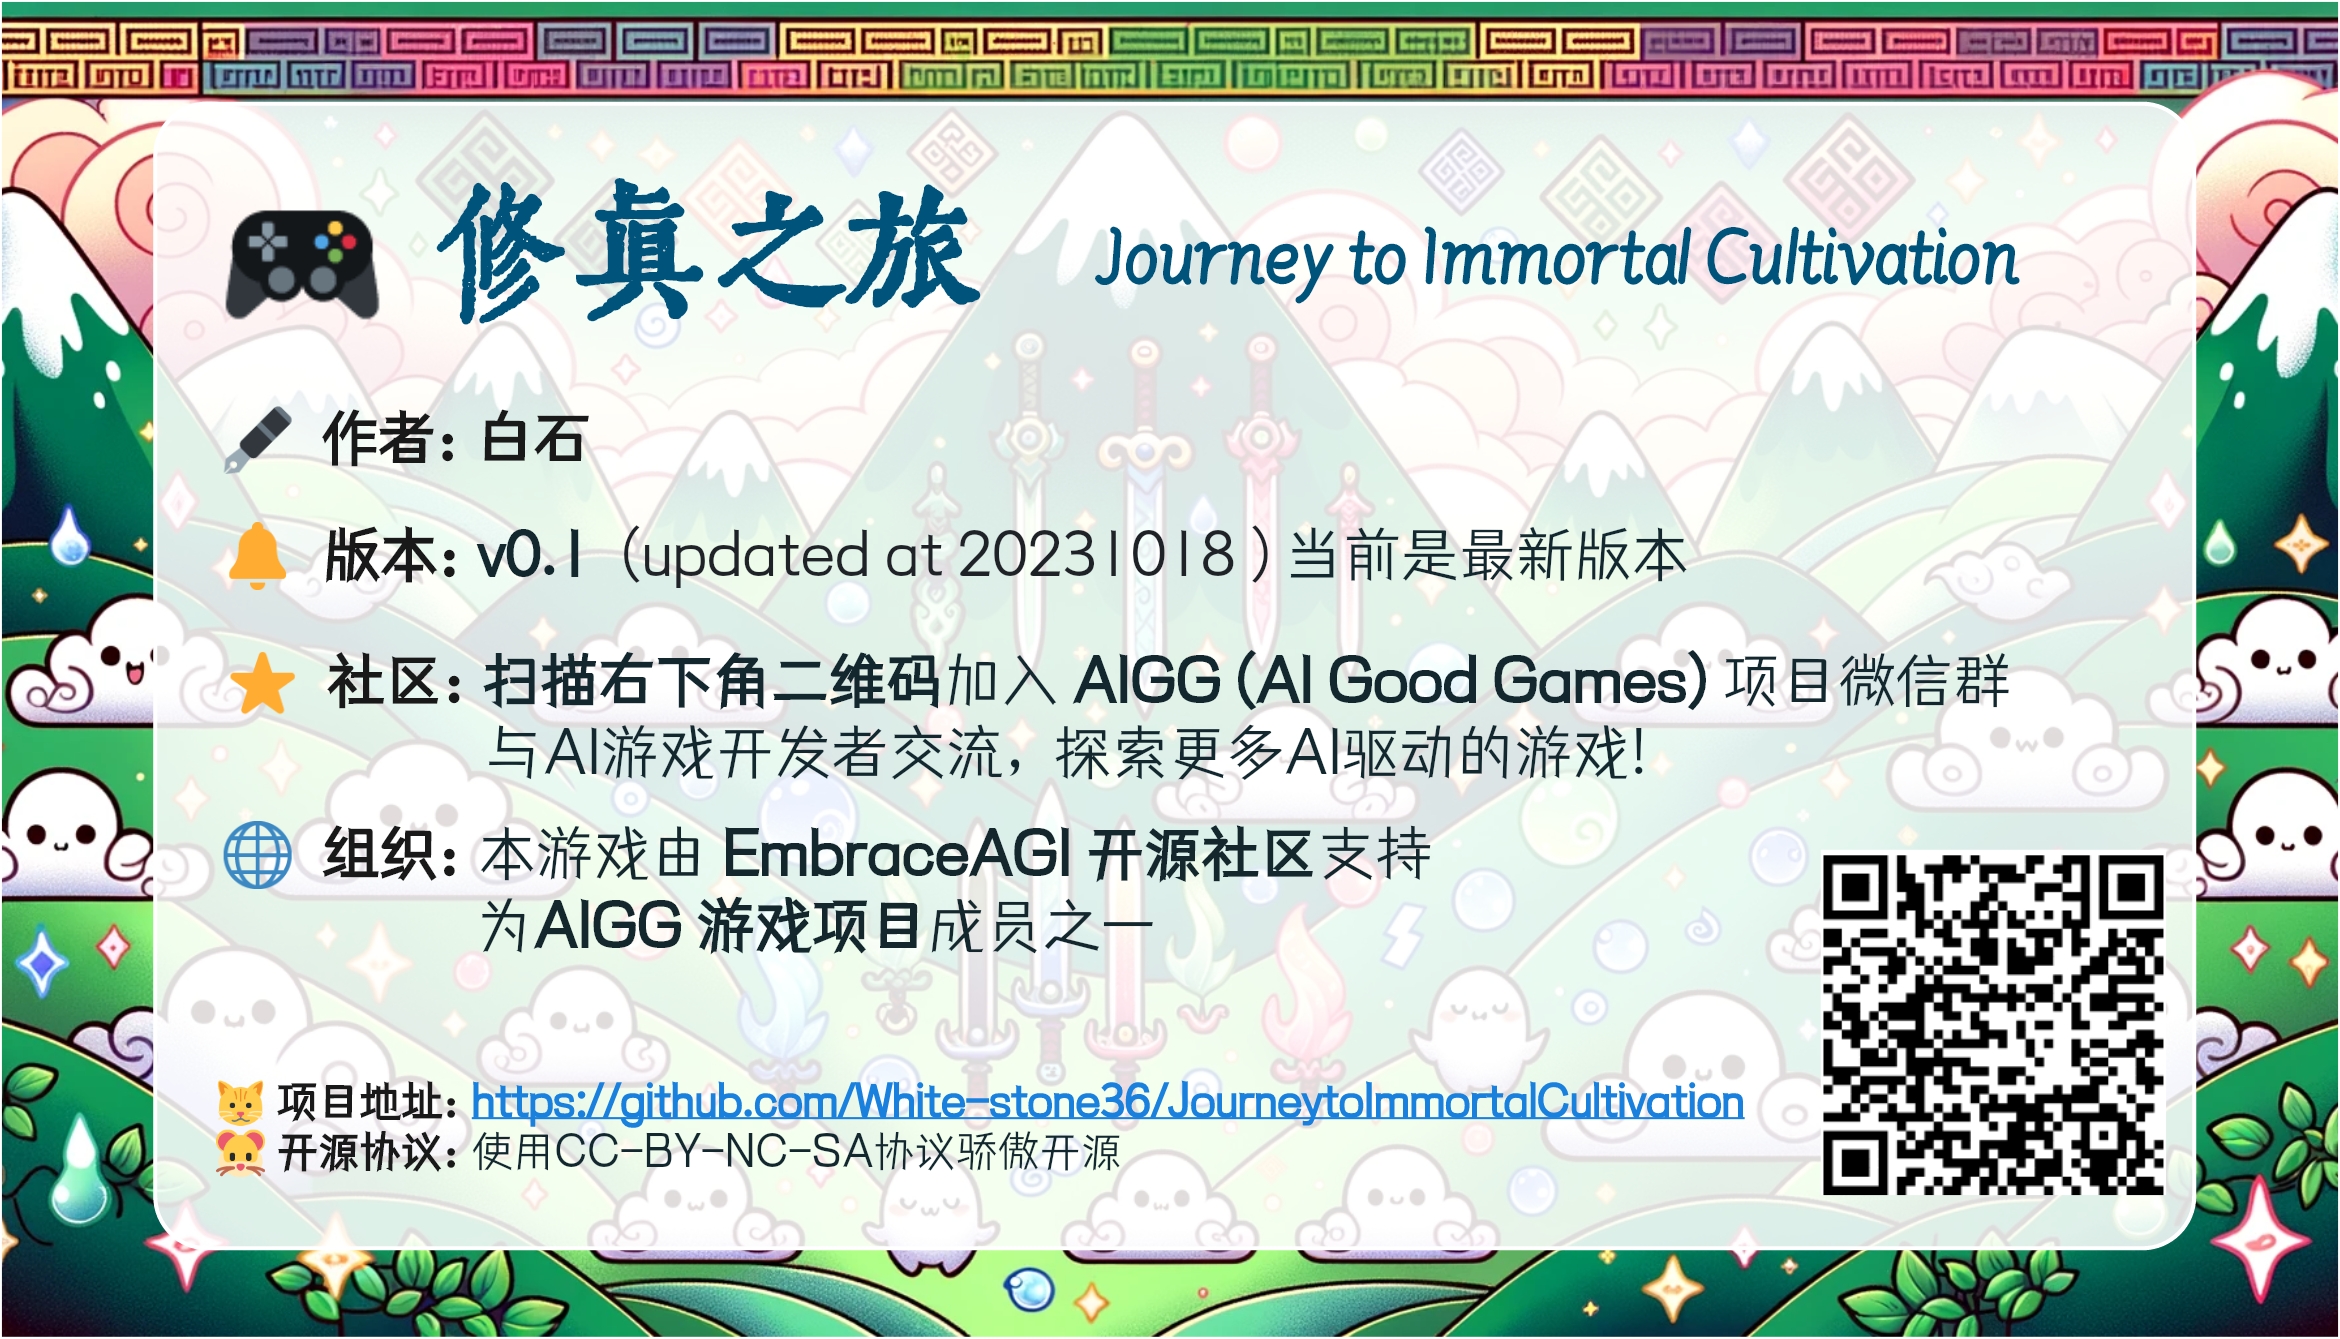 修真之旅 Journey to Immortal Cultivation
作者：白石
版本：v0.1（updated at 20231018）当前是最新版本
社区：扫描右下角二维码加入 AIGG (AI Good Games) 项目微信群
与AI游戏开发者交流，探索更多AI驱动的游戏！
组织：本游戏由 EmbraceAGI 开源社区支持
为AIGG 游戏项目成员之一
项目地址：https://github.com/White-stone36/JourneytoImmortalCultivation
开源协议：使用CC-BY-NC-SA协议骄傲开源